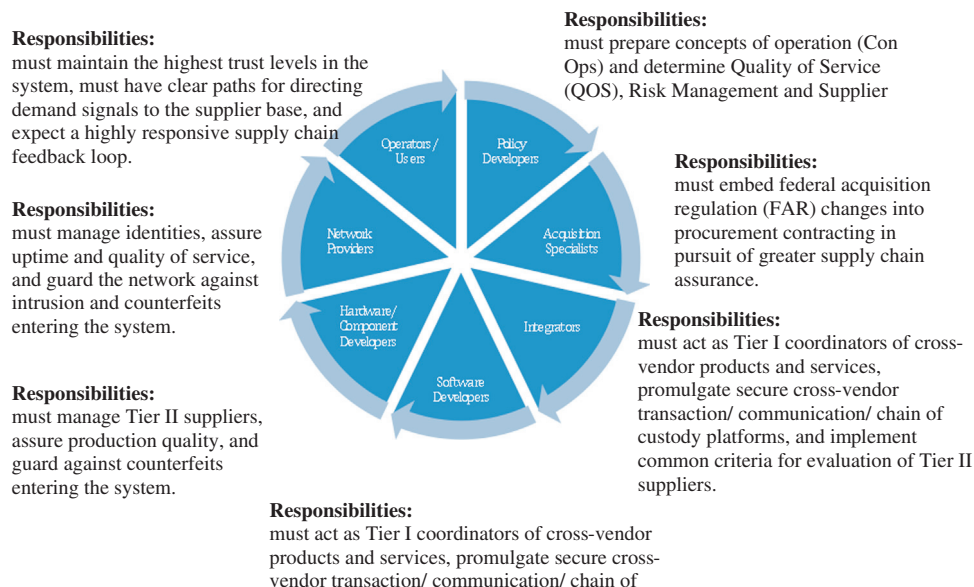 Responsibilities:
must maintain the highest trust levels in the
system, must have clear paths for directing
demand signals to the supplier base, and
expect a highly responsive supply chain
feedback loop.
Responsibilities:
must prepare concepts of operation (Con
Ops) and determine Quality of Service
(QOS), Risk Management and Supplier
Operators /
Users
Policy
Developers
Responsibilities:
must embed federal acquisition
regulation (FAR) changes into
procurement contracting in
pursuit of greater supply chain
assurance.
Responsibilities:
must manage identities, assure
uptime and quality of service,
and guard the network against
intrusion and counterfeits
entering the system.
Network
Providers
Acquisition
Specialists
Hardware/
Component
Developers
Integrators
Software
Developers
Responsibilities:
must act as Tier I coordinators of cross-
vendor products and services,
promulgate secure cross-vendor
transaction/ communication/ chain of
custody platforms, and implement
common criteria for evaluation of Tier II
suppliers.
Responsibilities:
must manage Tier II suppliers,
assure production quality, and
guard against counterfeits
entering the system.
Responsibilities:
must act as Tier I coordinators of cross-vendor
products and services, promulgate secure cross-
vendor transaction/ communication/ chain of